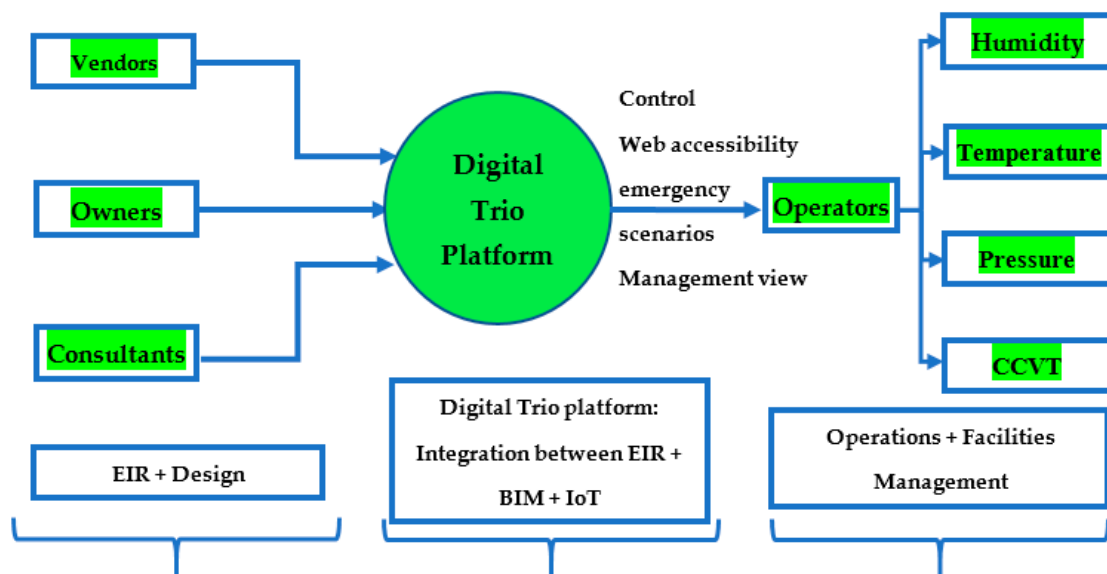 Vendors
Owners
Consultants
Digital
Trio
Platform
Control
Web accessibility
emergency
scenarios
Management view
Operators
Humidity
Temperature
Pressure
CCVT
EIR + Design
Digital Trio platform:
Integration between EIR +
BIM + IoT
Operations + Facilities
Management